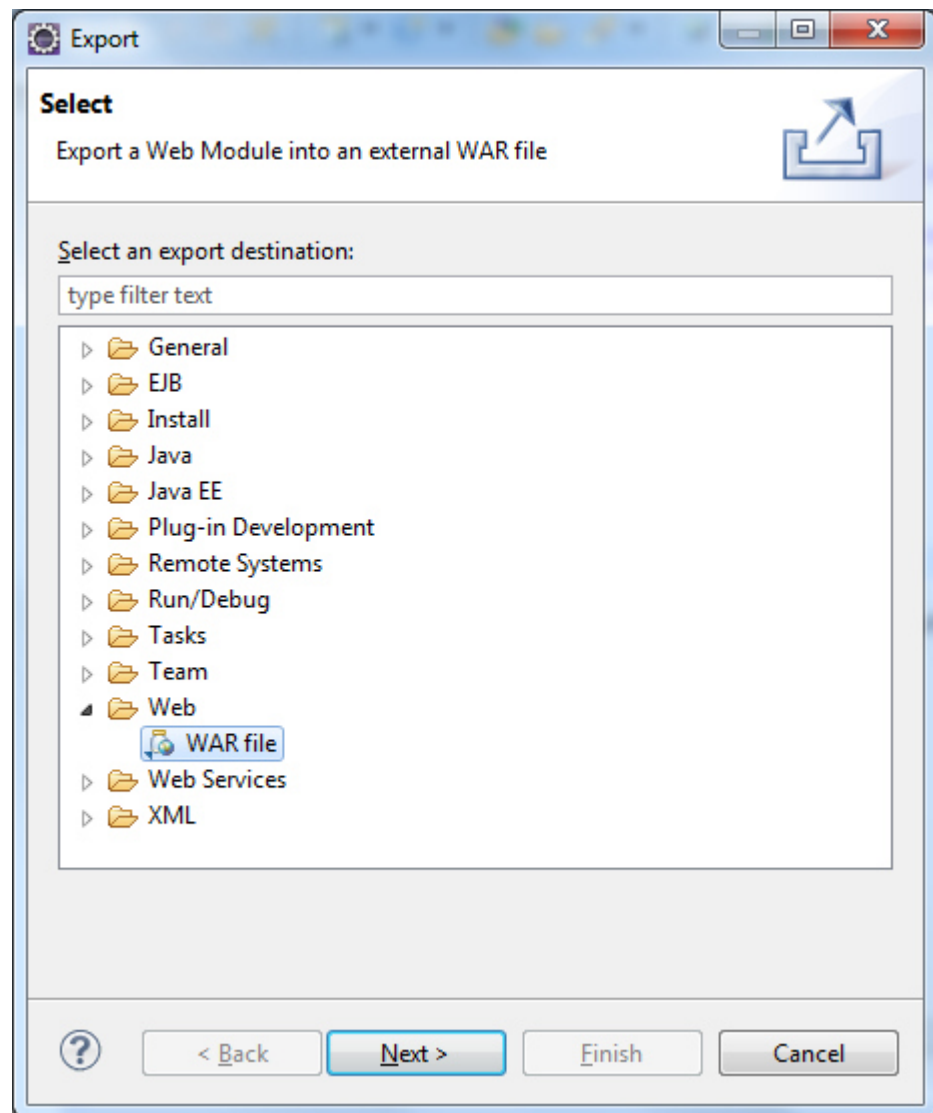 Export
Select
Export a Web Module into an external WAR file
Select an export destination:
type filter text
General
EJB
Install
Java
Java EE
Plug-in Development
Remote Systems
Run/Debug
Tasks
Team
Web
WAR file
Web Services
XML
? < Back Next > Finish Cancel